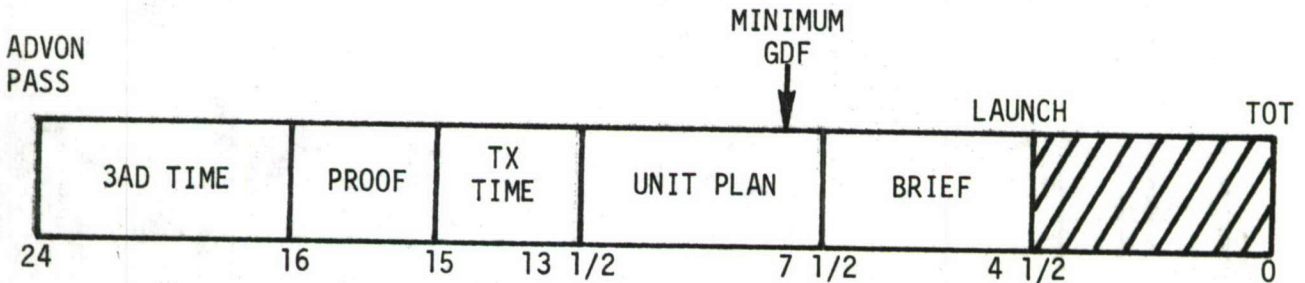 MINIMUM
GDF
ADVON
PASS
LAUNCH
TOT
3AD TIME
PROOF
TX
TIME
UNIT PLAN
BRIEF
24
16
15
13 1/2
7 1/2
4 1/2
0